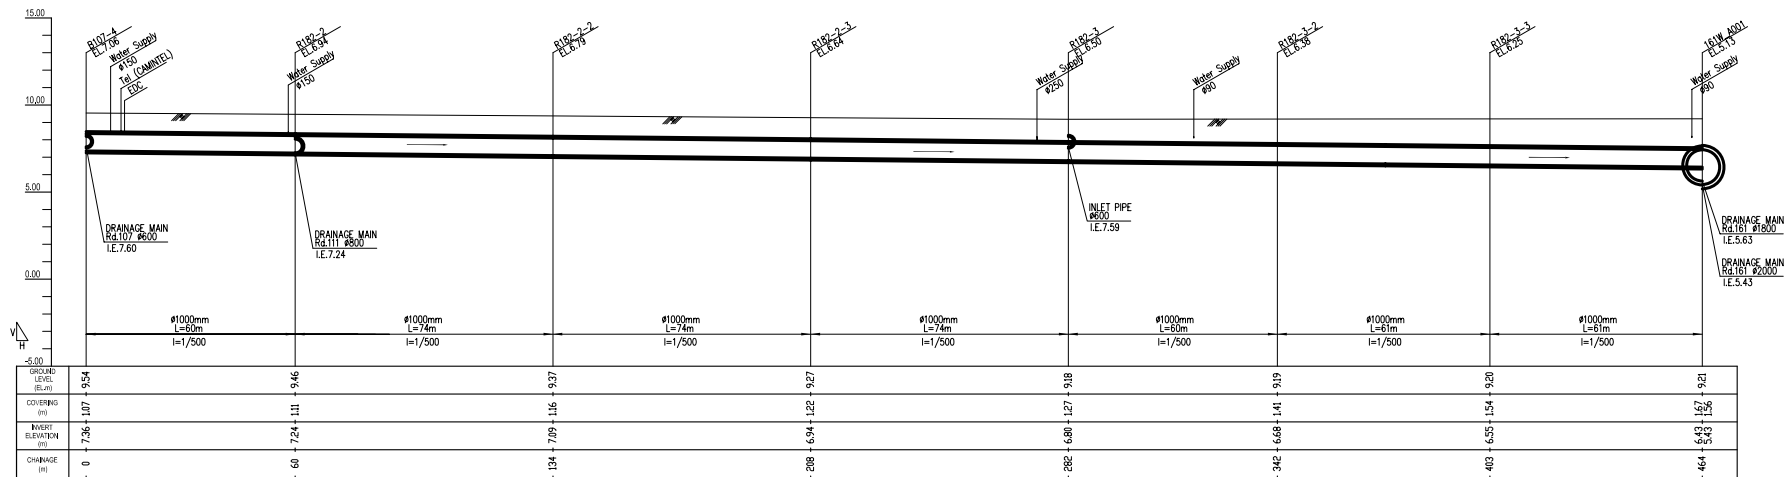 15.00
10.00
5.00
0.00
-5.00
V
H
R107-4
EL.7.06
Water Supply
ø150
Tel (CAMINTEL)
EDC
R182-2
EL.6.94
Water Supply
ø150
R182-2-2
EL.6.79
R182-2-3
EL.6.64
R182-3
EL.6.50
Water Supply
ø250
R182-3-2
EL.6.38
Water Supply
ø90
R182-3-3
EL.6.25
161W_A001
EL.5.13
Water Supply
ø90
DRAINAGE MAIN
Rd.107 ø600
I.E.7.60
DRAINAGE MAIN
Rd.111 ø800
I.E.7.24
INLET PIPE
ø600
I.E.7.59
DRAINAGE MAIN
Rd.161 ø1800
I.E.5.63
DRAINAGE MAIN
Rd.161 ø2000
I.E.5.43
ø1000mm
L=60m
I=1/500
ø1000mm
L=74m
I=1/500
ø1000mm
L=74m
I=1/500
ø1000mm
L=74m
I=1/500
ø1000mm
L=60m
I=1/500
ø1000mm
L=61m
I=1/500
ø1000mm
L=61m
I=1/500
GROUND
LEVEL
(EL.m)
9.54 9.46 9.37 9.27 9.18 9.19 9.20 9.21
COVERING
(m)
1.07 1.11 1.16 1.22 1.27 1.41 1.54 1.67 1.56
INVERT
ELEVATION
(m)
7.36 7.24 7.09 6.94 6.80 6.68 6.55 6.43 5.43
CHAINAGE
(m)
0 60 134 208 282 342 403 464